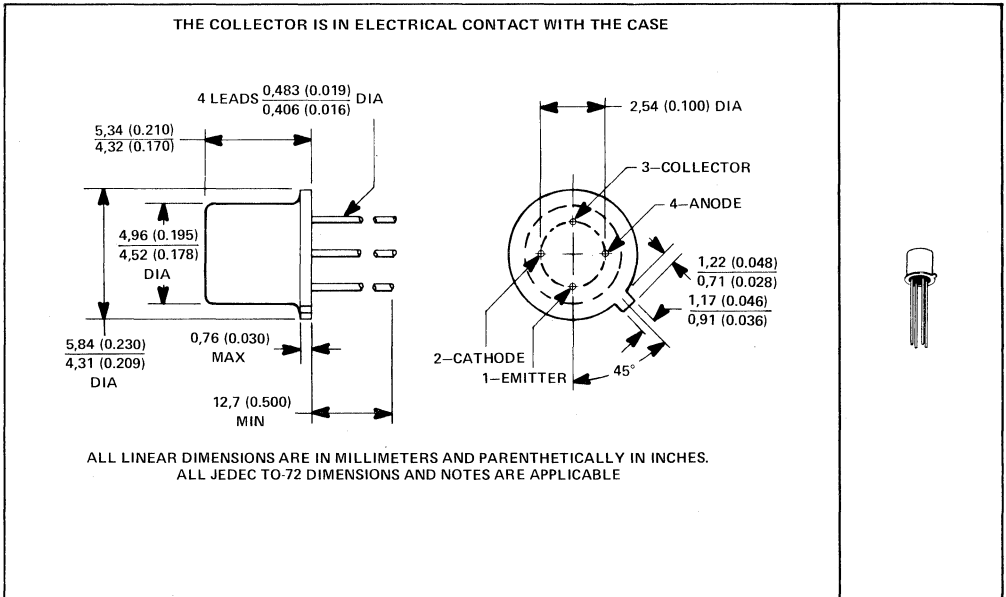 THE COLLECTOR IS IN ELECTRICAL CONTACT WITH THE CASE
4 LEADS 0,483 (0.019) DIA
0,406 (0.016)
5,34 (0.210)
4,32 (0.170)
4,96 (0.195)
4,52 (0.178)
DIA
5,84 (0.230)
4,31 (0.209)
DIA
0,76 (0.030)
MAX
12,7 (0.500)
MIN
2,54 (0.100) DIA
3–COLLECTOR
4–ANODE
1,22 (0.048)
0,71 (0.028)
1,17 (0.046)
0,91 (0.036)
2–CATHODE
1–EMITTER
45°
ALL LINEAR DIMENSIONS ARE IN MILLIMETERS AND PARENTHETICALLY IN INCHES.
ALL JEDEC TO-72 DIMENSIONS AND NOTES ARE APPLICABLE